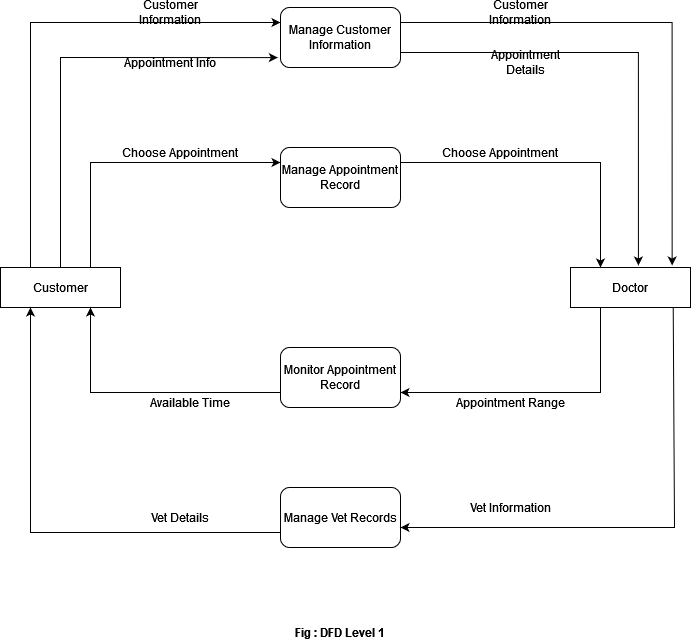 Customer
Information
Manage Customer
Information
Customer
Information
Appointment Info
Appointment
Details
Choose Appointment
Manage Appointment
Record
Choose Appointment
Customer
Doctor
Monitor Appointment
Record
Available Time
Appointment Range
Vet Details
Manage Vet Records
Vet Information
Fig : DFD Level 1